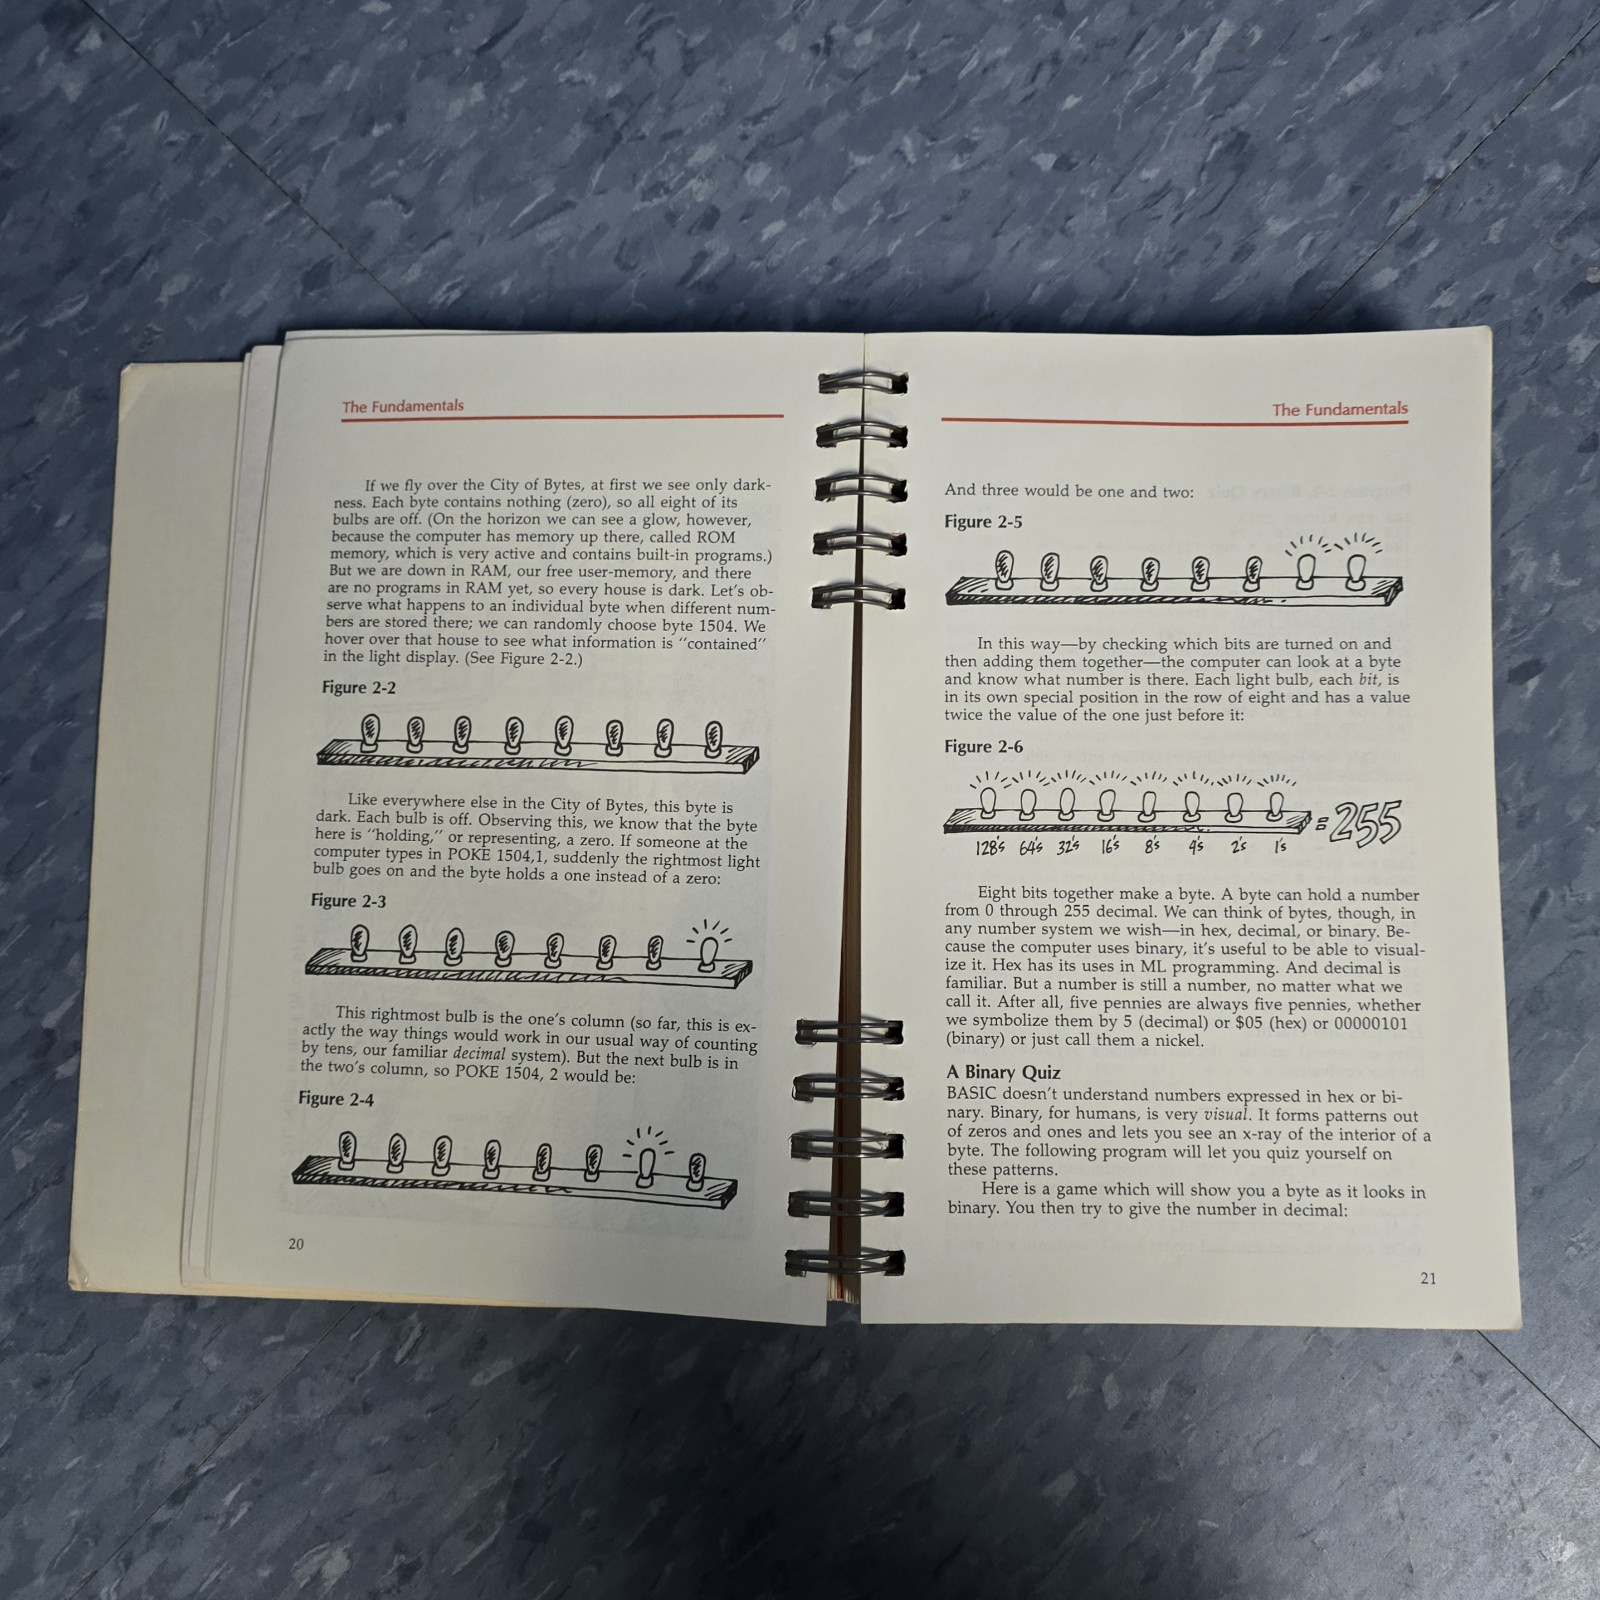 The Fundamentals
If we fly over the City of Bytes, at first we see only dark-
ness. Each byte contains nothing (zero), so all eight of its
bulbs are off. (On the horizon we can see a glow, however,
because the computer has memory up there, called ROM
memory, which is very active and contains built-in programs.)
But we are down in RAM, our free user-memory, and there
are no programs in RAM yet, so every house is dark. Let's ob-
serve what happens to an individual byte when different num-
bers are stored there; we can randomly choose byte 1504. We
hover over that house to see what information is "contained"
in the light display. (See Figure 2-2.)
Figure 2-2
Like everywhere else in the City of Bytes, this byte is
dark. Each bulb is off. Observing this, we know that the byte
here is "holding," or representing, a zero. If someone at the
computer types in POKE 1504,1, suddenly the rightmost light
bulb goes on and the byte holds a one instead of a zero:
Figure 2-3
This rightmost bulb is the one's column (so far, this is ex-
actly the way things would work in our usual way of counting
by tens, our familiar decimal system). But the next bulb is in
the two's column, so POKE 1504, 2 would be:
Figure 2-4
20
The Fundamentals
And three would be one and two:
Figure 2-5
In this way—by checking which bits are turned on and
then adding them together—the computer can look at a byte
and know what number is there. Each light bulb, each bit, is
in its own special position in the row of eight and has a value
twice the value of the one just before it:
Figure 2-6
= 255
128's 64's 32's 16's 8's 4's 2's 1's
Eight bits together make a byte. A byte can hold a number
from 0 through 255 decimal. We can think of bytes, though, in
any number system we wish—in hex, decimal, or binary. Be-
cause the computer uses binary, it's useful to be able to visual-
ize it. Hex has its uses in ML programming. And decimal is
familiar. But a number is still a number, no matter what we
call it. After all, five pennies are always five pennies, whether
we symbolize them by 5 (decimal) or $05 (hex) or 00000101
(binary) or just call them a nickel.
A Binary Quiz
BASIC doesn't understand numbers expressed in hex or bi-
nary. Binary, for humans, is very visual. It forms patterns out
of zeros and ones and lets you see an x-ray of the interior of a
byte. The following program will let you quiz yourself on
these patterns.
Here is a game which will show you a byte as it looks in
binary. You then try to give the number in decimal:
21